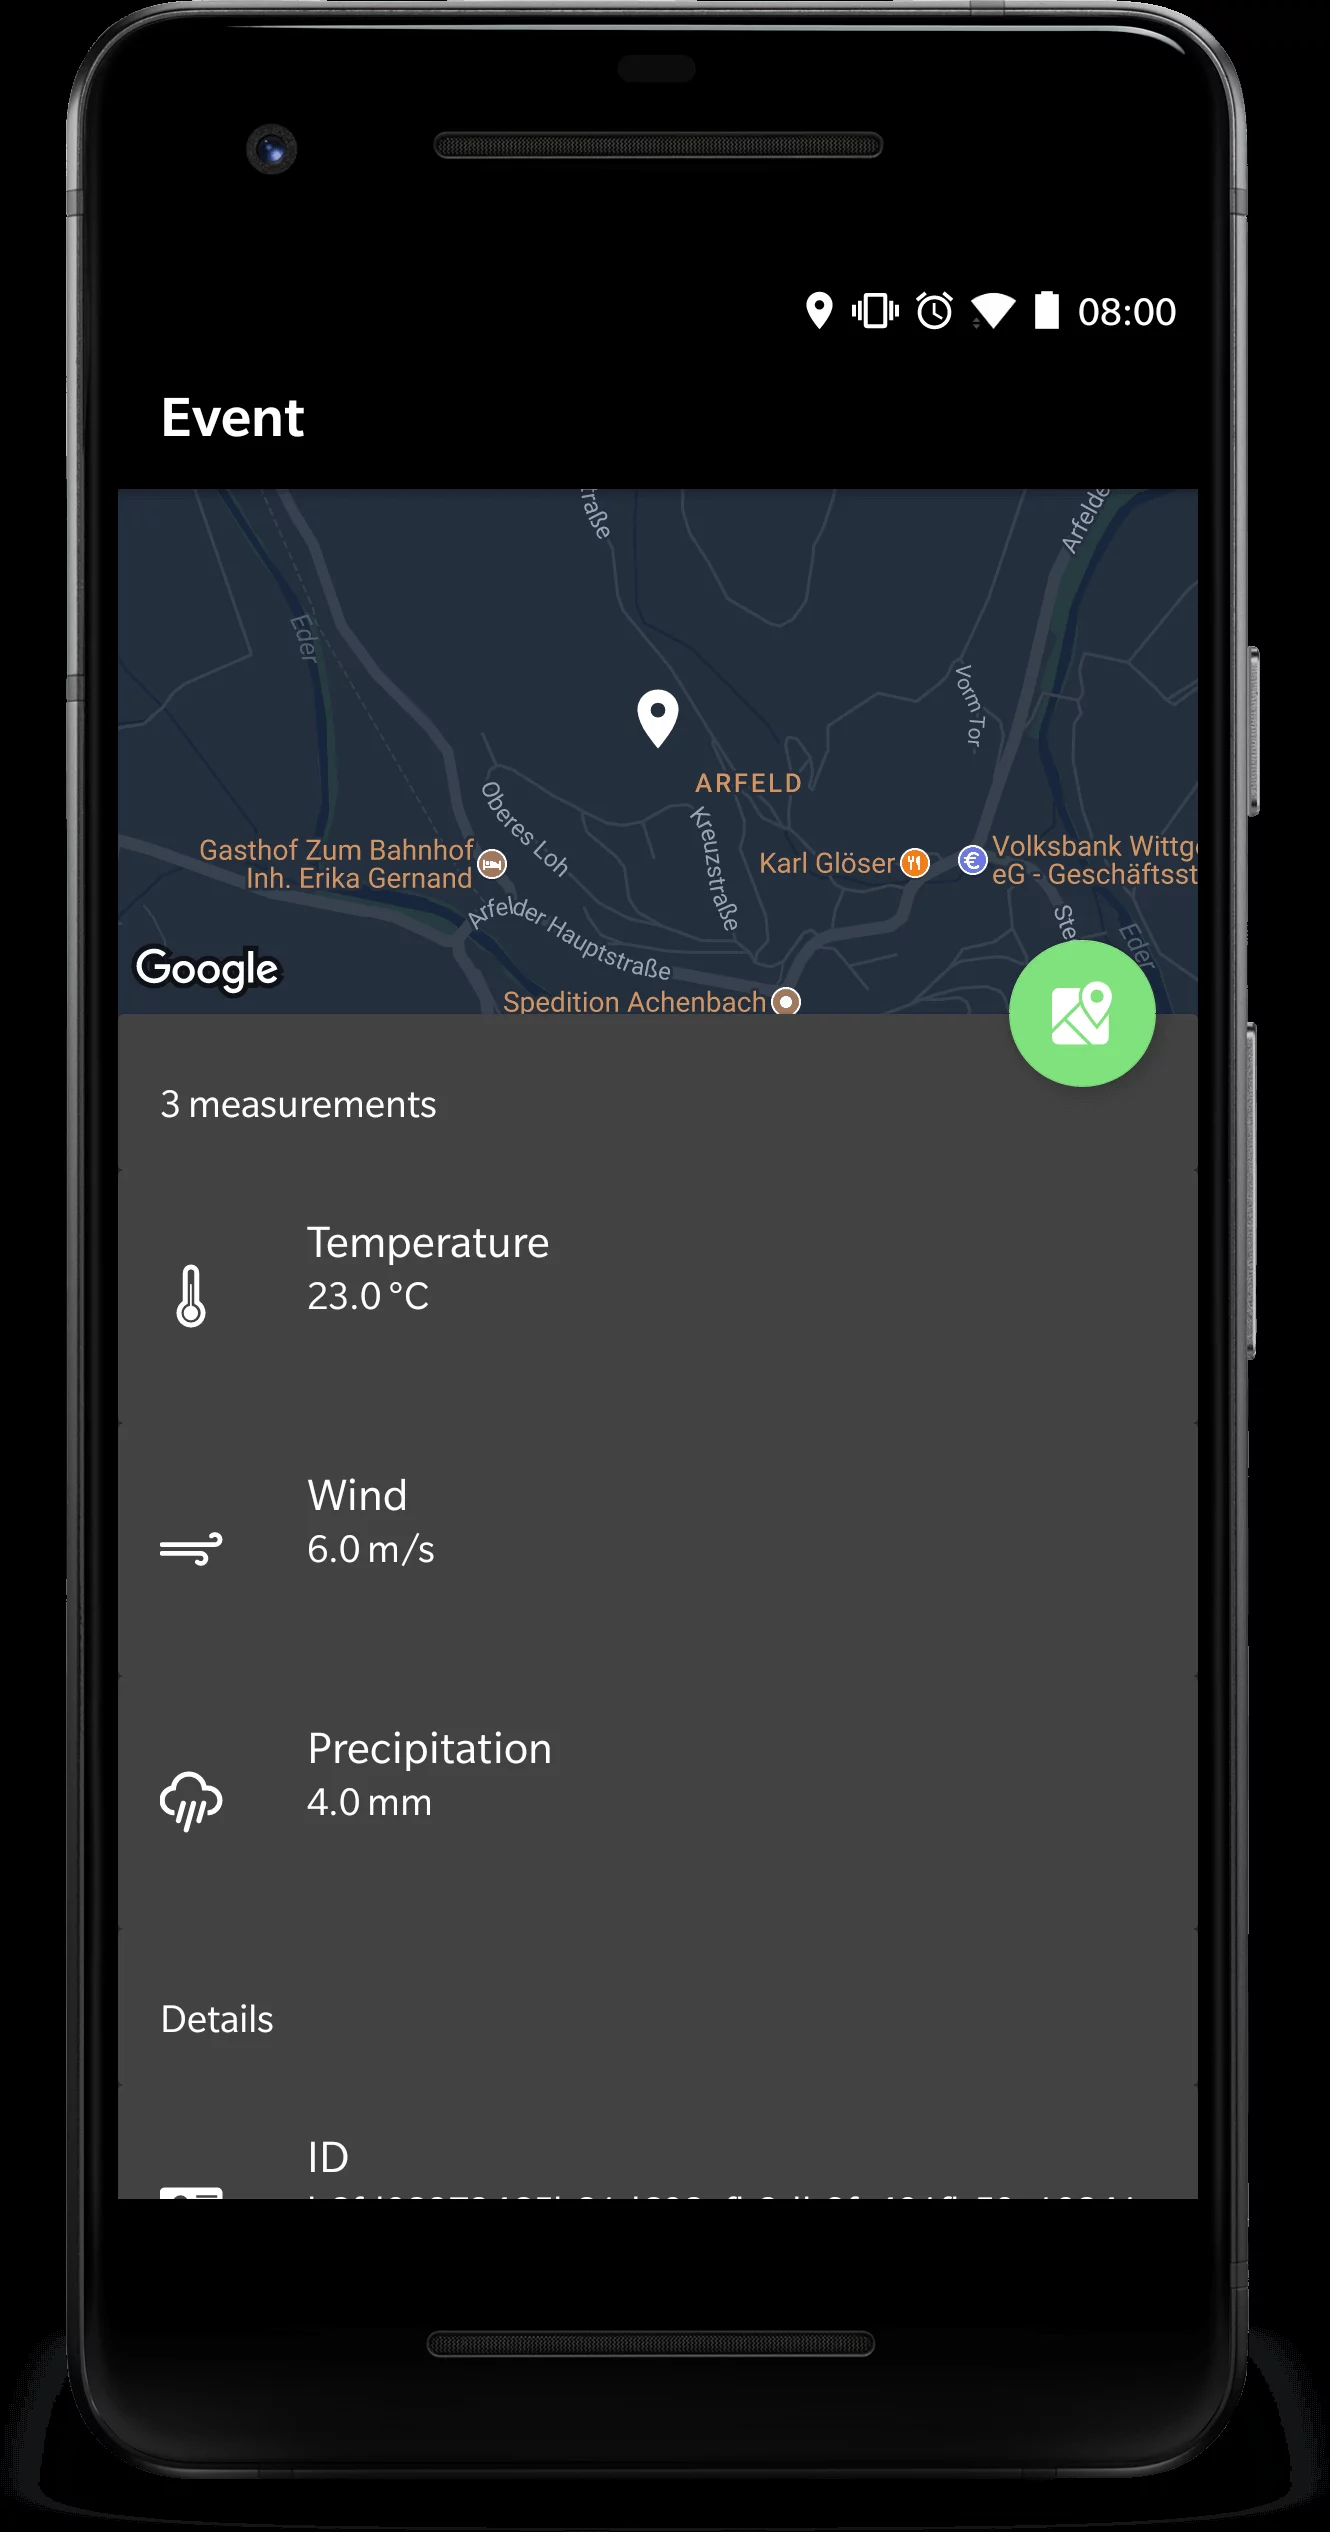 08:00
Event
raße
Arfelde
Eder
Vorm Tor
ARFELD
Oberes Loh
Kreuzstraße
Gasthof Zum Bahnhof
Inh. Erika Gernand
Karl Glöser
Volksbank Wittg
eG - Geschäftsst
Arfelder Hauptstraße
Ste
Eder
Google
Spedition Achenbach
3 measurements
Temperature
23.0 °C
Wind
6.0 m/s
Precipitation
4.0 mm
Details
ID